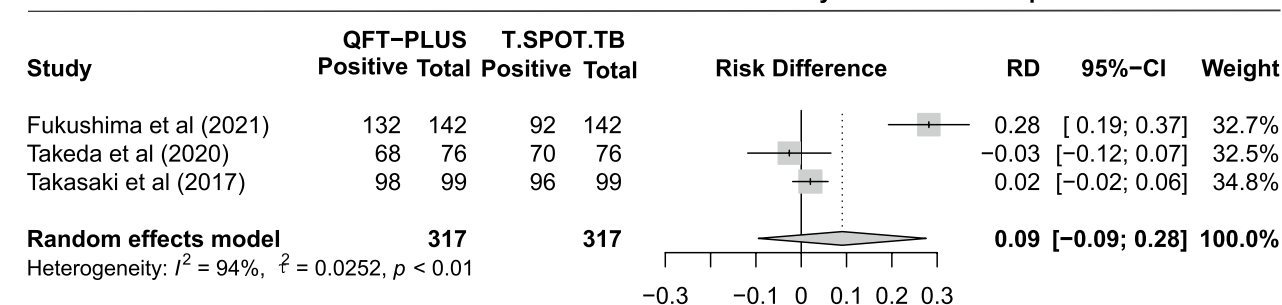 QFT−PLUS T.SPOT.TB
Study Positive Total Positive Total Risk Difference RD 95%−CI Weight
Fukushima et al (2021) 132 142 92 142 0.28 [ 0.19; 0.37] 32.7%
Takeda et al (2020) 68 76 70 76 −0.03 [−0.12; 0.07] 32.5%
Takasaki et al (2017) 98 99 96 99 0.02 [−0.02; 0.06] 34.8%
Random effects model 317 317 0.09 [−0.09; 0.28] 100.0%
Heterogeneity: I² = 94%, τ² = 0.0252, p < 0.01
−0.3 −0.1 0 0.1 0.2 0.3